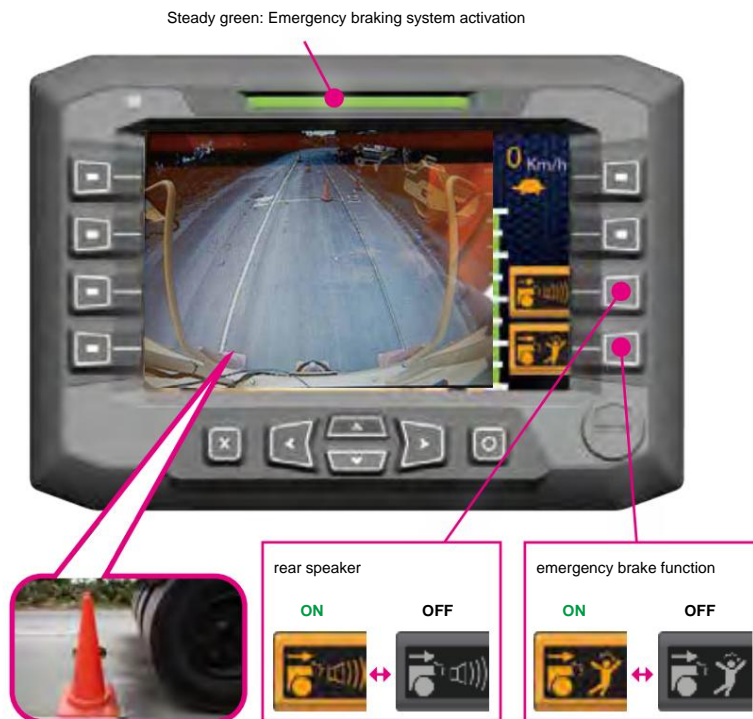 Steady green: Emergency braking system activation
0 Km/h
rear speaker
ON OFF
emergency brake function
ON OFF